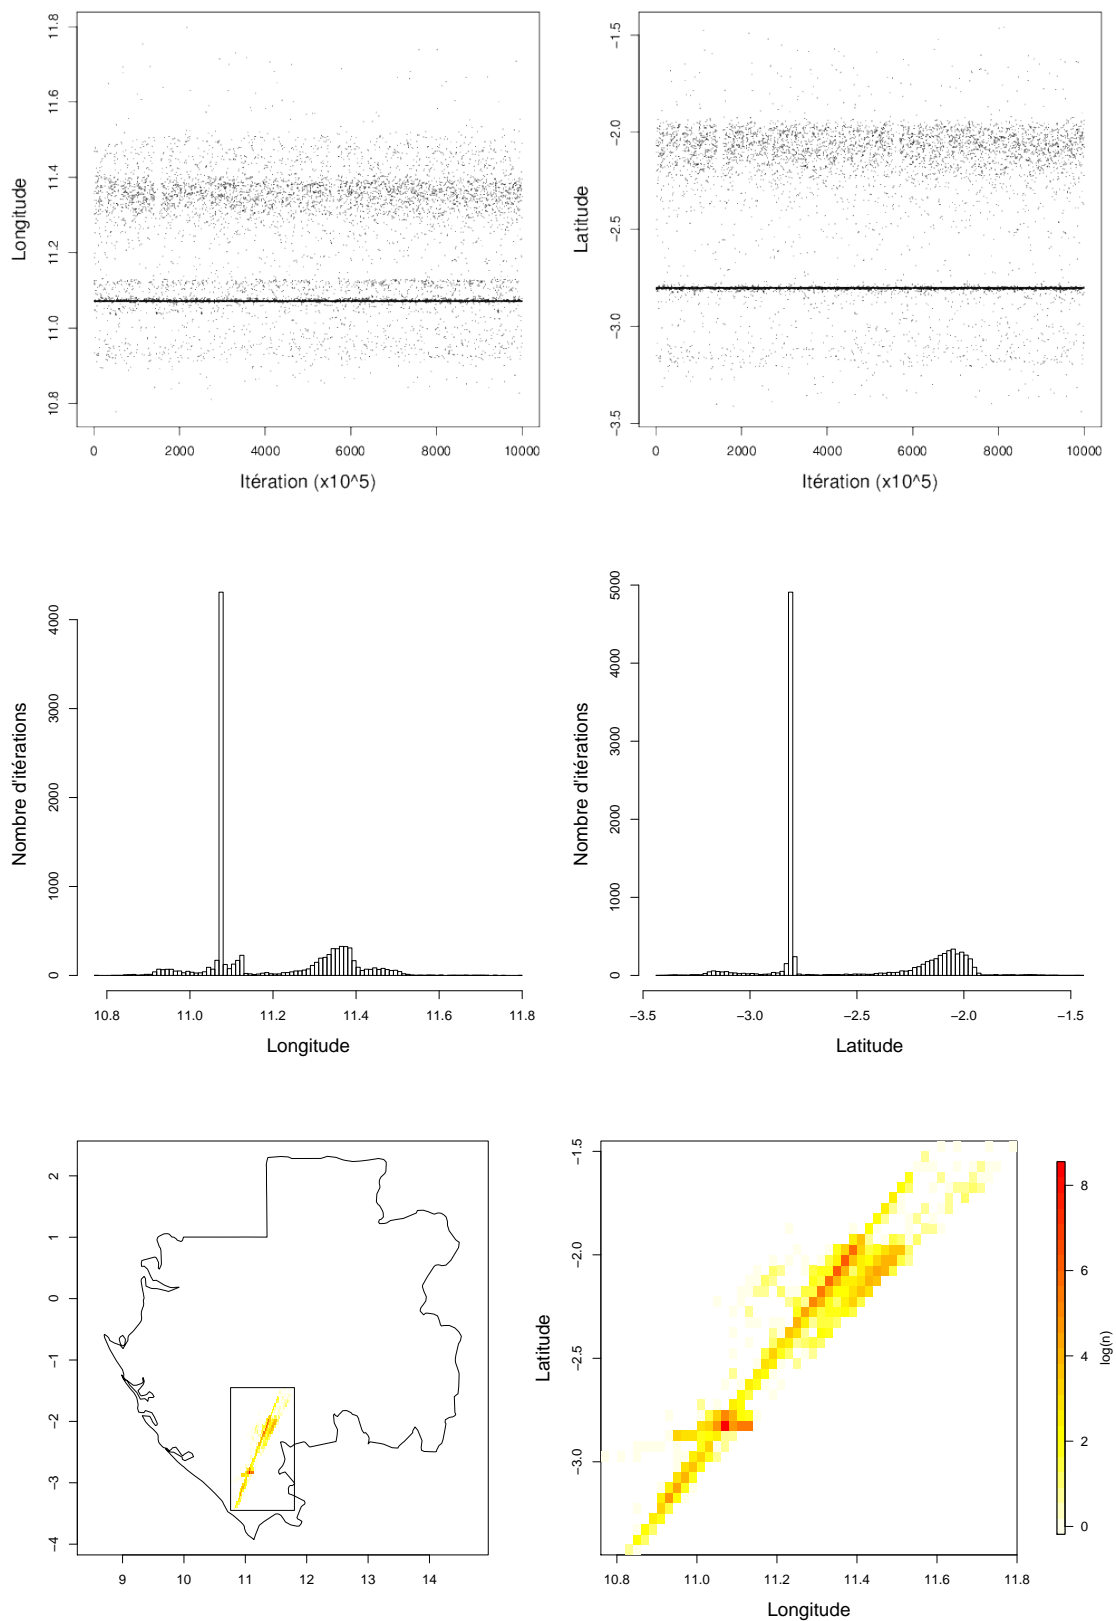 11.8
11.6
11.4
11.2
11.0
10.8
Longitude
0 2000 4000 6000 8000 10000
Itération (x10^5)
−1.5
−2.0
−2.5
−3.0
−3.5
Latitude
0 2000 4000 6000 8000 10000
Itération (x10^5)
4000
3000
2000
1000
0
Nombre d'itérations
10.8 11.0 11.2 11.4 11.6 11.8
Longitude
5000
4000
3000
2000
1000
0
Nombre d'itérations
−3.5 −3.0 −2.5 −2.0 −1.5
Latitude
2
1
0
−1
−2
−3
−4
9 10 11 12 13 14
−1.5
−2.0
−2.5
−3.0
Latitude
10.8 11.0 11.2 11.4 11.6 11.8
Longitude
8
6
4
2
0
log(n)